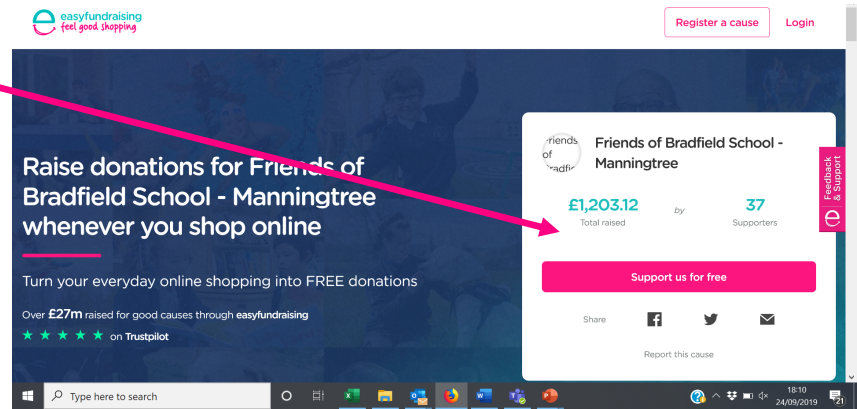 easyfundraising
feel good shopping
Register a cause
Login
Raise donations for Friends of
Bradfield School - Manningtree
whenever you shop online
Turn your everyday online shopping into FREE donations
Over £27m raised for good causes through easyfundraising
on Trustpilot
Friends of Bradfield School -
Manningtree
£1,203.12
by
37
Total raised
Supporters
Support us for free
Share
Report this cause
Feedback
& Support
Type here to search
18:10
24/09/2019
21